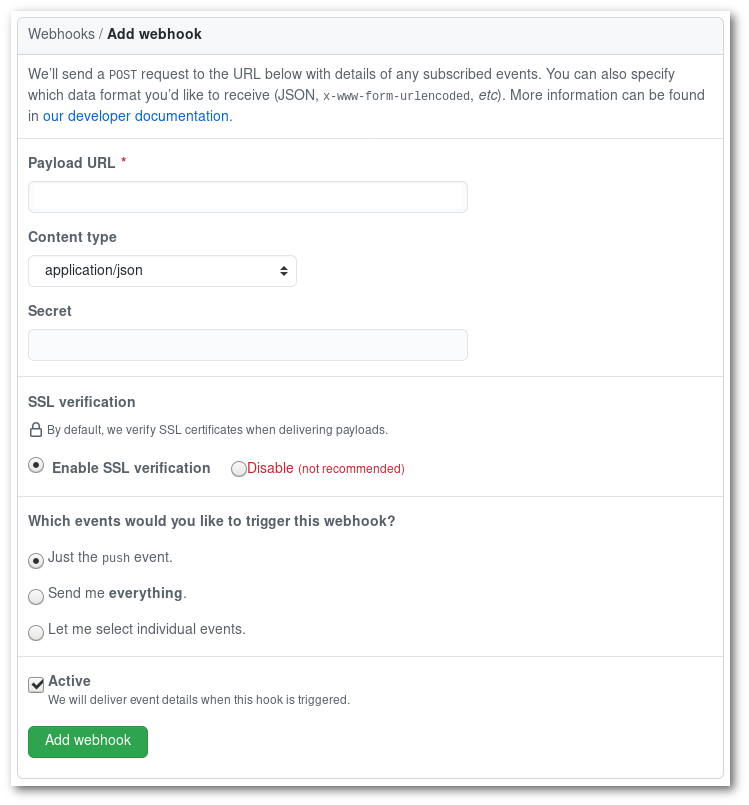 Webhooks / Add webhook
We'll send a POST request to the URL below with details of any subscribed events. You can also specify
which data format you'd like to receive (JSON, x-www-form-urlencoded, etc). More information can be found
in our developer documentation.
Payload URL *
Content type
application/json
Secret
SSL verification
By default, we verify SSL certificates when delivering payloads.
Enable SSL verification Disable (not recommended)
Which events would you like to trigger this webhook?
Just the push event.
Send me everything.
Let me select individual events.
Active
We will deliver event details when this hook is triggered.
Add webhook